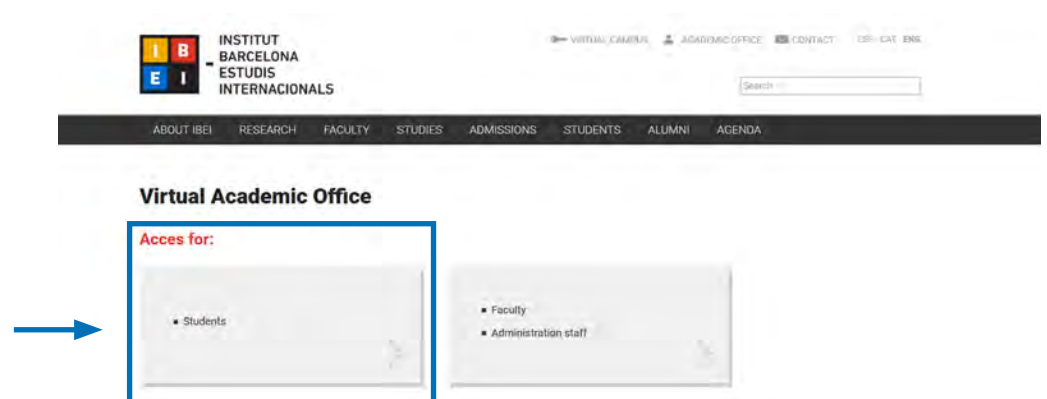 I B
E I
-
INSTITUT
BARCELONA
ESTUDIS
INTERNACIONALS
VIRTUAL CAMPUS ACADEMIC OFFICE CONTACT ESP CAT ENG
Search
ABOUT IBEI RESEARCH FACULTY STUDIES ADMISSIONS STUDENTS ALUMNI AGENDA
Virtual Academic Office
Acces for:
▪ Students
▪ Faculty
▪ Administration staff